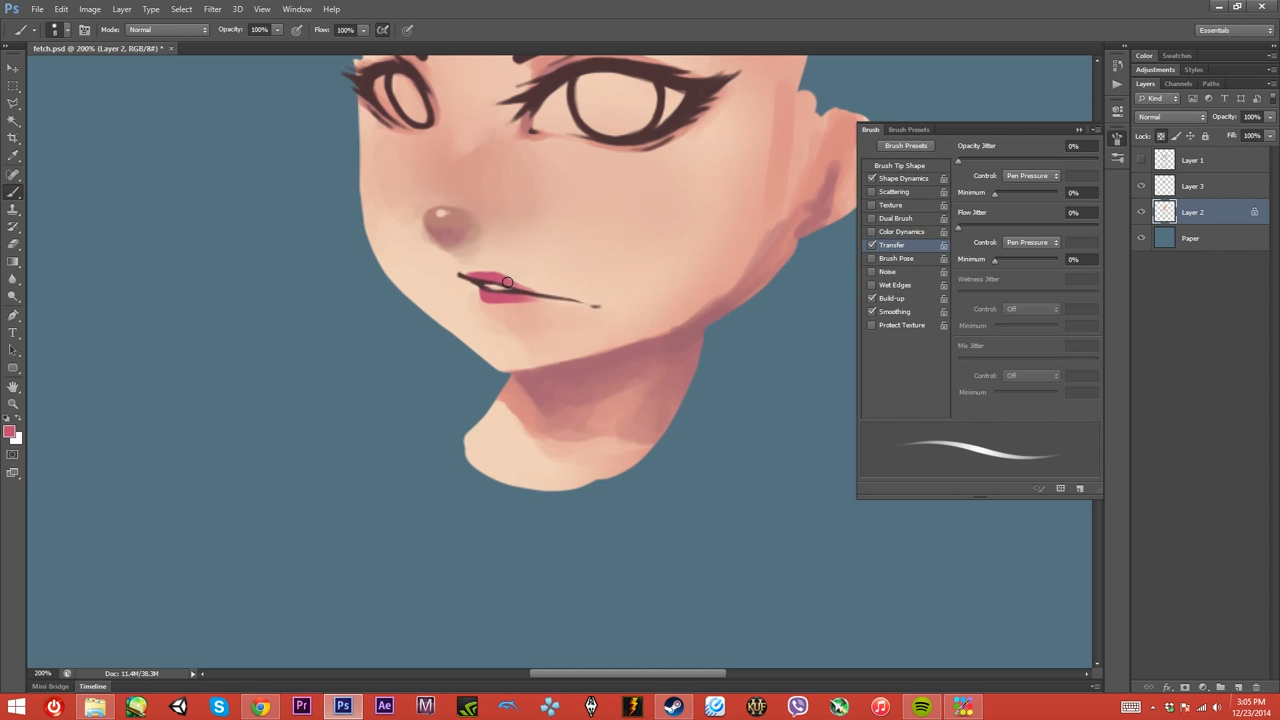 Ps File Edit Image Layer Type Select Filter 3D View Window Help
8 Mode: Normal Opacity: 100% Flow: 100% Essentials
fetch.psd @ 200% (Layer 2, RGB/8#) * ×
Color Swatches
Adjustments Styles
Layers Channels Paths
Kind
Normal Opacity: 100%
Lock: Fill: 100%
Layer 1
Layer 3
Layer 2
Paper
Brush Brush Presets
Brush Presets Opacity Jitter 0%
Brush Tip Shape
Shape Dynamics Control: Pen Pressure
Scattering Minimum 0%
Texture
Dual Brush Flow Jitter 0%
Color Dynamics
Transfer Control: Pen Pressure
Brush Pose Minimum 0%
Noise
Wet Edges Wetness Jitter
Build-up
Smoothing Control: Off
Protect Texture Minimum
Mix Jitter
Control: Off
Minimum
200% Doc: 11.4M/38.3M
Mini Bridge Timeline
Pr Ps Ae M KUF
3:05 PM
12/23/2014